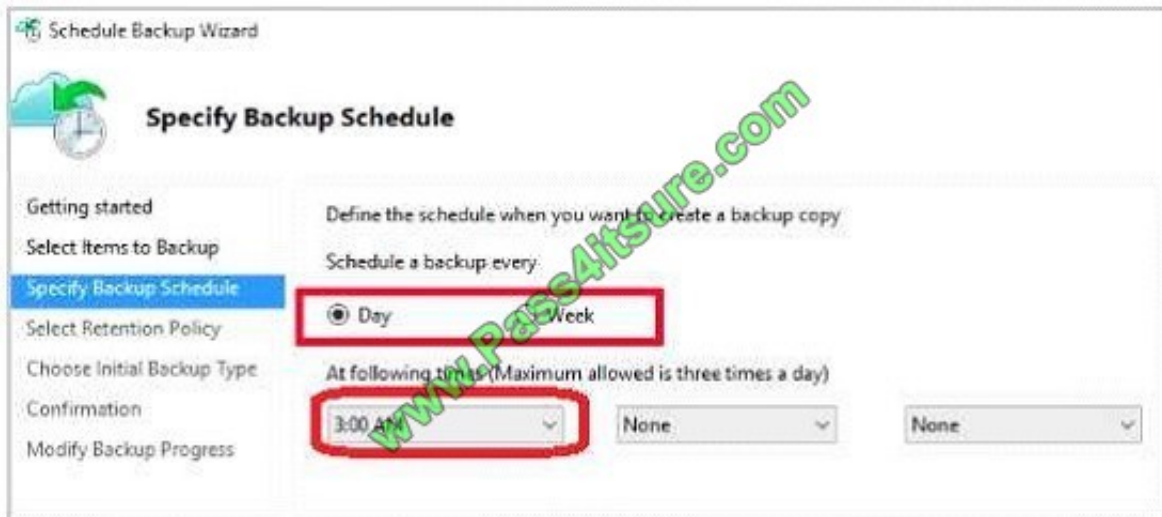 Schedule Backup Wizard
Specify Backup Schedule
Getting started
Select Items to Backup
Specify Backup Schedule
Select Retention Policy
Choose Initial Backup Type
Confirmation
Modify Backup Progress
Define the schedule when you want to create a backup copy
Schedule a backup every
Day Week
At following times (Maximum allowed is three times a day)
3:00 AM None None
www.Pass4itsure.com